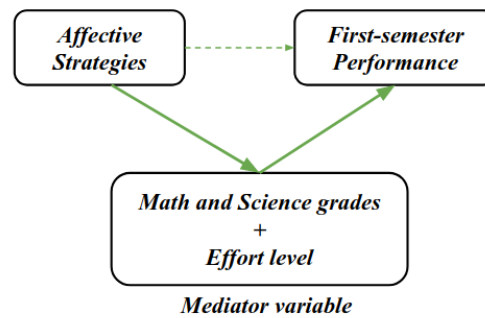 Affective
Strategies
First-semester
Performance
Math and Science grades
+
Effort level
Mediator variable